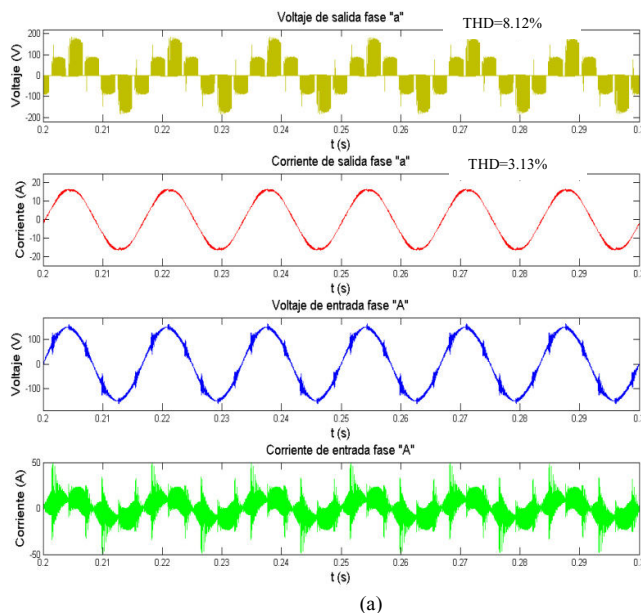 Voltaje de salida fase "a"
THD=8.12%
Voltaje (V)
200
100
0
-100
-200
0.2 0.21 0.22 0.23 0.24 0.25 0.26 0.27 0.28 0.29 0.
t (s)
Corriente de salida fase "a"
THD=3.13%
Corriente (A)
20
10
0
-10
-20
0.2 0.21 0.22 0.23 0.24 0.25 0.26 0.27 0.28 0.29 0.
t (s)
Voltaje de entrada fase "A"
Voltaje (V)
100
0
-100
0.2 0.21 0.22 0.23 0.24 0.25 0.26 0.27 0.28 0.29 0.
t (s)
Corriente de entrada fase "A"
Corriente (A)
50
0
-50
0.2 0.21 0.22 0.23 0.24 0.25 0.26 0.27 0.28 0.29 0.
t (s)
(a)